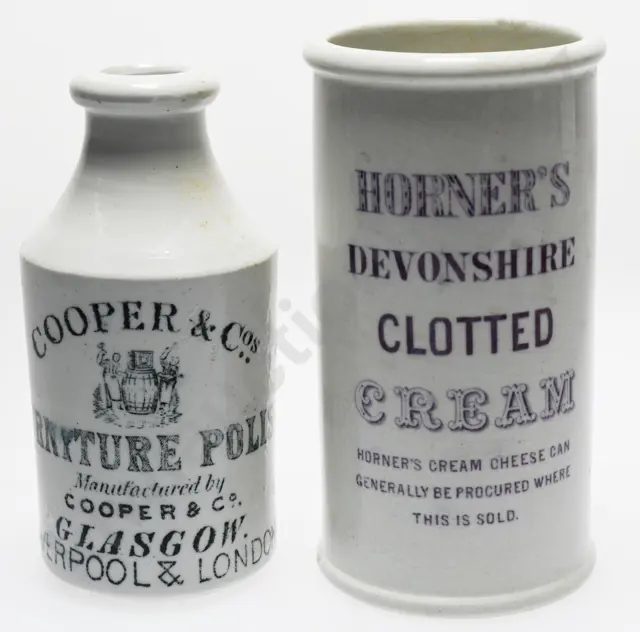 COOPER & Cos.
RNITURE POLIS
Manufactured by
COOPER & Co.
GLASGOW.
ERPOOL & LONDON
HORNER'S
DEVONSHIRE
CLOTTED
CREAM
HORNER'S CREAM CHEESE CAN
GENERALLY BE PROCURED WHERE
THIS IS SOLD.